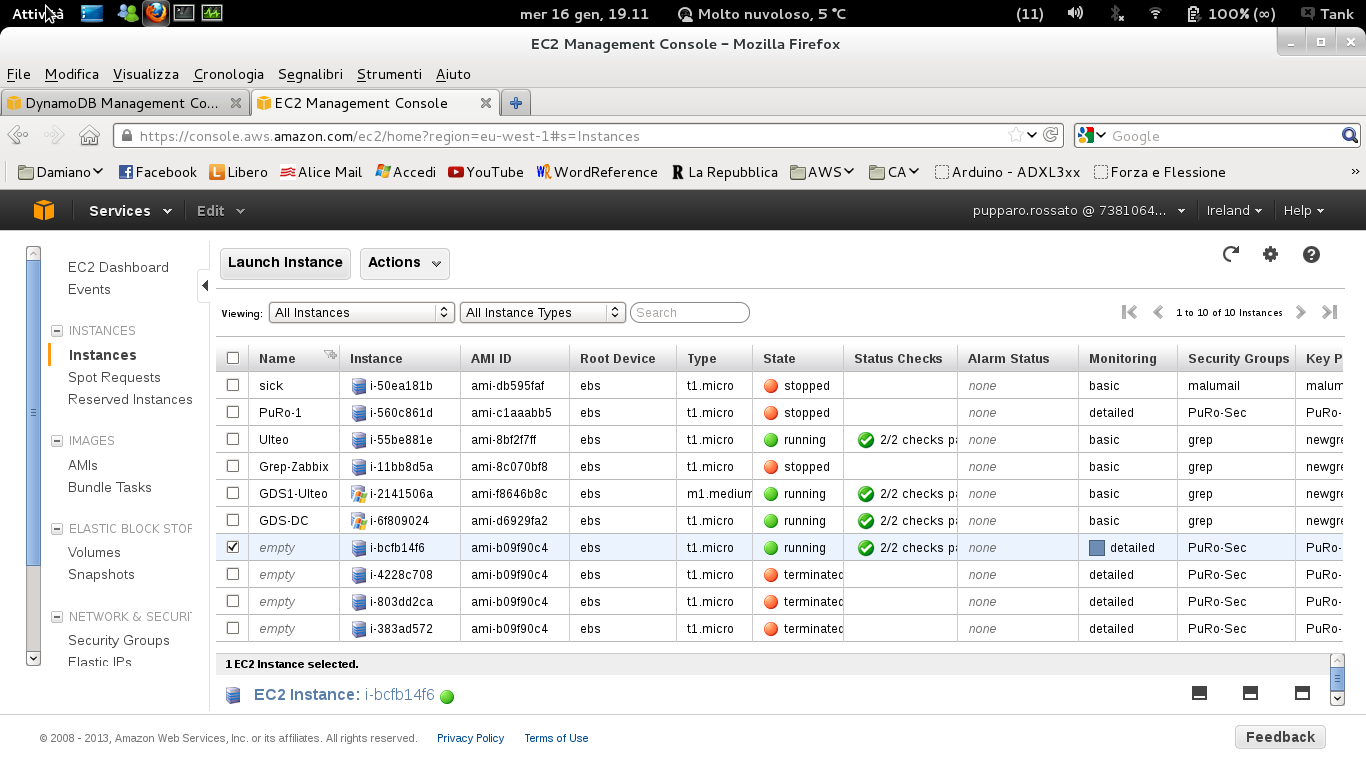 Attività mer 16 gen, 19.11 Molto nuvoloso, 5 °C (11) 100% (∞) Tank
EC2 Management Console - Mozilla Firefox
File Modifica Visualizza Cronologia Segnalibri Strumenti Aiuto
DynamoDB Management Co... EC2 Management Console
https://console.aws.amazon.com/ec2/home?region=eu-west-1#s=Instances Google
Damiano Facebook Libero Alice Mail Accedi YouTube WordReference La Repubblica AWS CA Arduino - ADXL3xx Forza e Flessione »
Services Edit pupparo.rossato @ 7381064... Ireland Help
EC2 Dashboard
Events
INSTANCES
Instances
Spot Requests
Reserved Instances
IMAGES
AMIs
Bundle Tasks
ELASTIC BLOCK STOR
Volumes
Snapshots
NETWORK & SECURI
Security Groups
Elastic IPs
Launch Instance Actions
Viewing: All Instances All Instance Types Search 1 to 10 of 10 Instances
Name Instance AMI ID Root Device Type State Status Checks Alarm Status Monitoring Security Groups Key P
sick i-50ea181b ami-db595faf ebs t1.micro stopped none basic malumail malum
PuRo-1 i-560c861d ami-c1aaabb5 ebs t1.micro stopped none detailed PuRo-Sec PuRo-
Ulteo i-55be881e ami-8bf2f7ff ebs t1.micro running 2/2 checks pa none basic grep newgre
Grep-Zabbix i-11bb8d5a ami-8c070bf8 ebs t1.micro stopped none basic grep newgre
GDS1-Ulteo i-2141506a ami-f8646b8c ebs m1.medium running 2/2 checks pa none basic grep newgre
GDS-DC i-6f809024 ami-d6929fa2 ebs t1.micro running 2/2 checks pa none basic grep newgre
empty i-bcfb14f6 ami-b09f90c4 ebs t1.micro running 2/2 checks pa none detailed PuRo-Sec PuRo-
empty i-4228c708 ami-b09f90c4 ebs t1.micro terminated none detailed PuRo-Sec PuRo-
empty i-803dd2ca ami-b09f90c4 ebs t1.micro terminated none detailed PuRo-Sec PuRo-
empty i-383ad572 ami-b09f90c4 ebs t1.micro terminated none detailed PuRo-Sec PuRo-
1 EC2 Instance selected.
EC2 Instance: i-bcfb14f6
© 2008 - 2013, Amazon Web Services, Inc. or its affiliates. All rights reserved. Privacy Policy Terms of Use Feedback